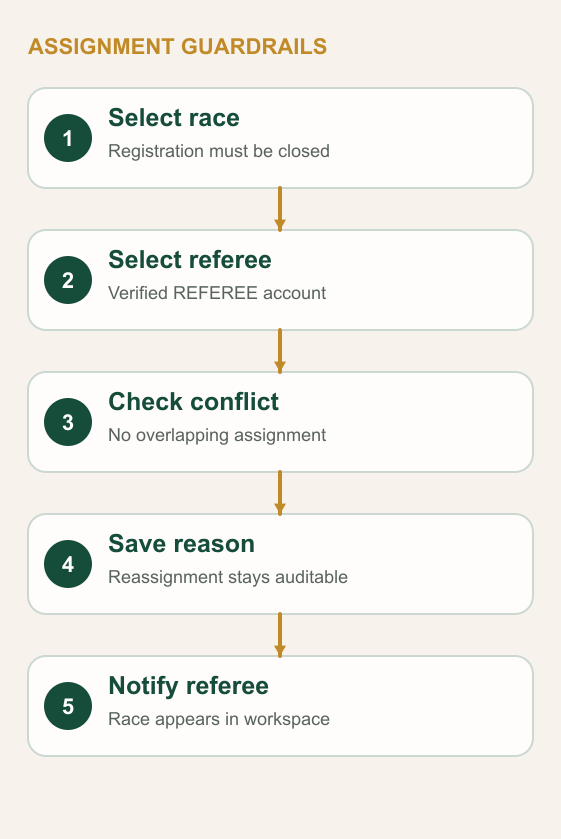 ASSIGNMENT GUARDRAILS
1
Select race
Registration must be closed
2
Select referee
Verified REFEREE account
3
Check conflict
No overlapping assignment
4
Save reason
Reassignment stays auditable
5
Notify referee
Race appears in workspace